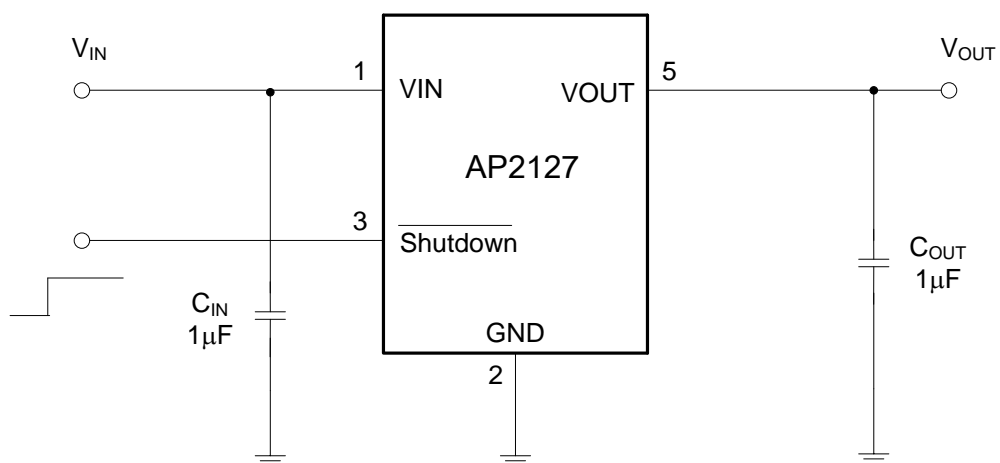 VIN
VOUT
1
VIN
VOUT
5
AP2127
3
Shutdown
CIN
1μF
COUT
1μF
GND
2